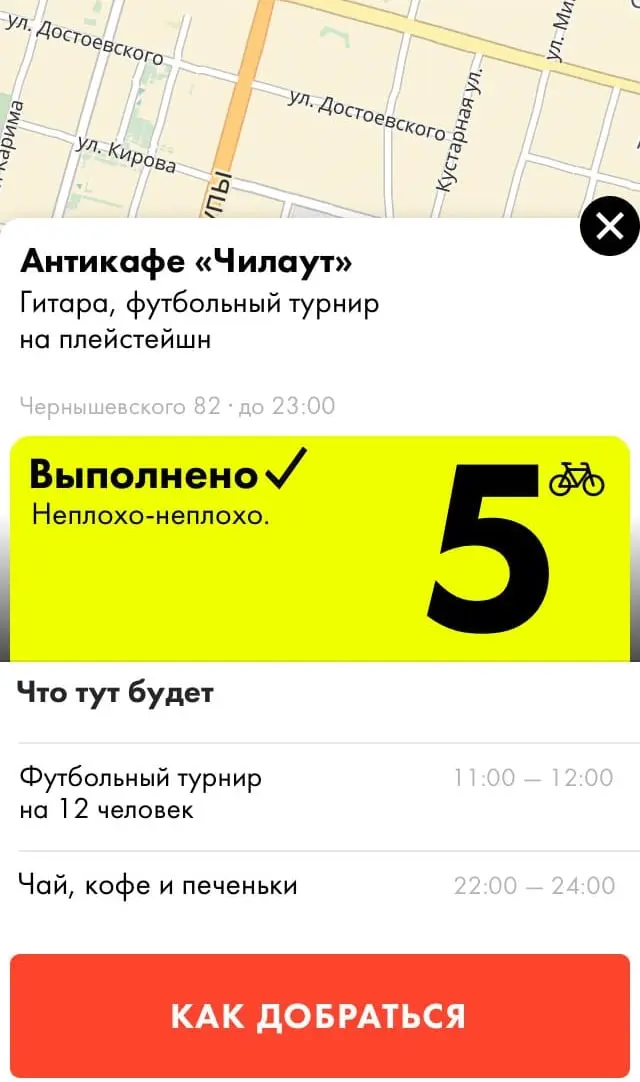 ул. Достоевского
ул. Ми
ул. Достоевского
Кустарная ул.
Карима
ул. Кирова
УПЫ
Антикафе «Чилаут»
Гитара, футбольный турнир
на плейстейшн
Чернышевского 82 · до 23:00
Выполнено✓
5
Неплохо-неплохо.
Что тут будет
Футбольный турнир
на 12 человек
11:00 — 12:00
Чай, кофе и печеньки
22:00 — 24:00
КАК ДОБРАТЬСЯ